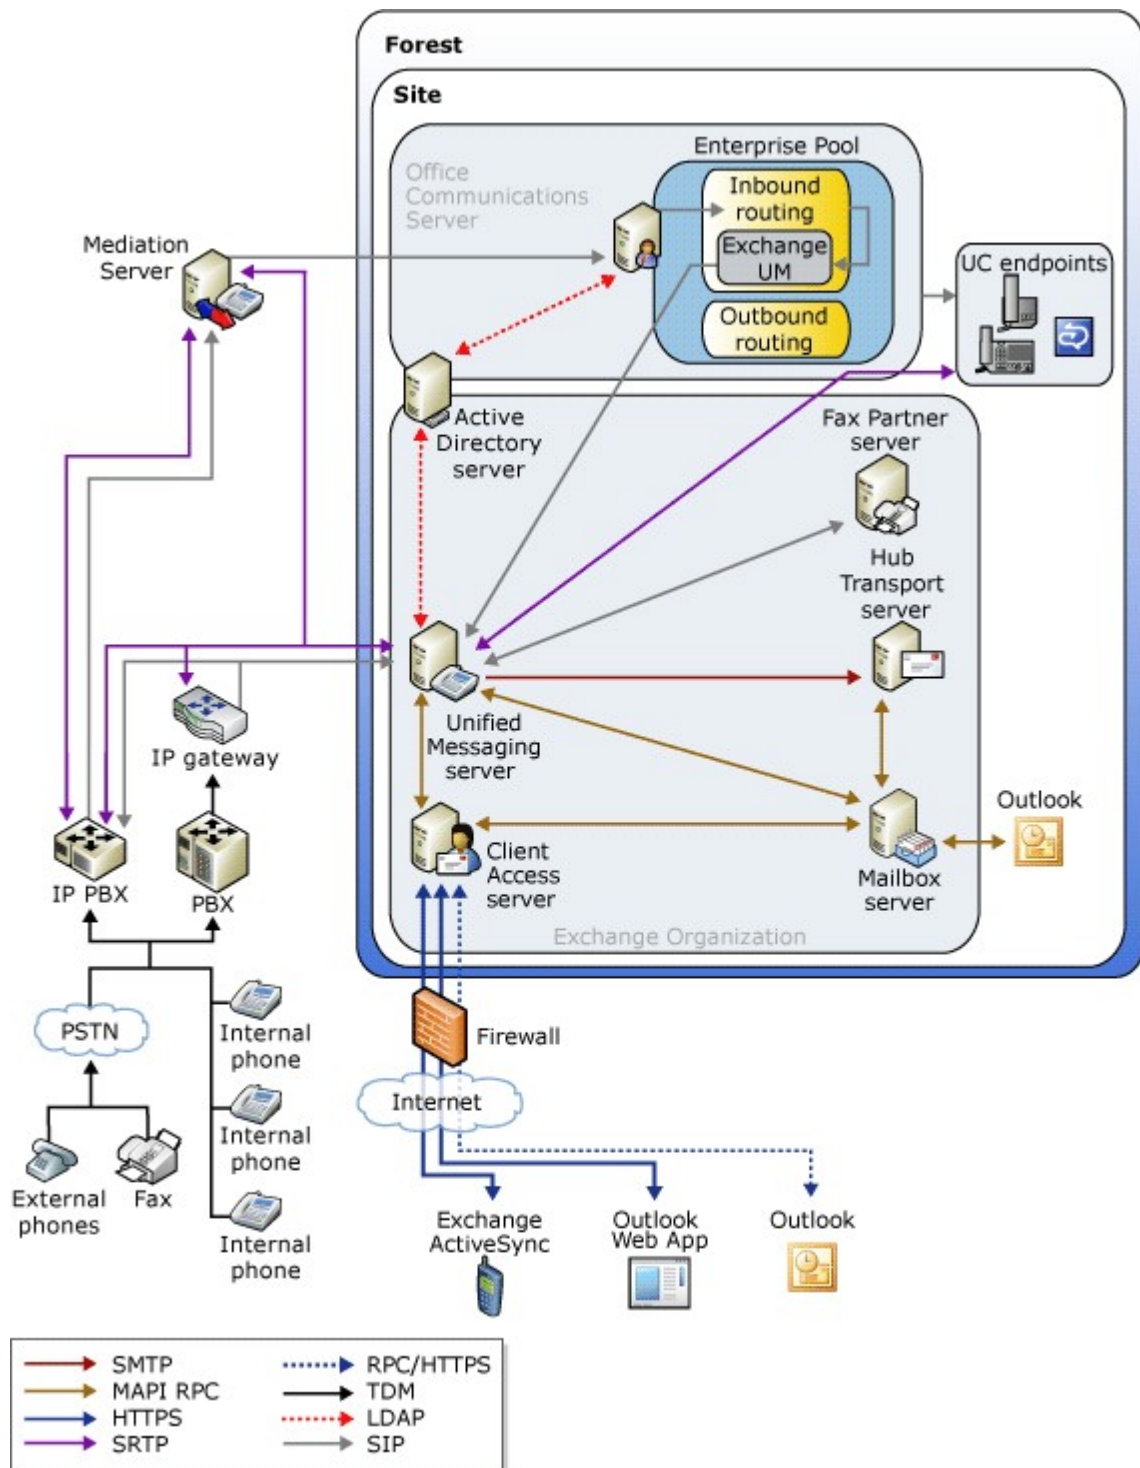 Forest
Site
Office
Communications
Server
Enterprise Pool
Inbound
routing
Exchange
UM
Outbound
routing
Mediation
Server
UC endpoints
Active
Directory
server
Fax Partner
server
Hub
Transport
server
Unified
Messaging
server
IP gateway
Outlook
IP PBX
PBX
Client
Access
server
Mailbox
server
Exchange Organization
PSTN
Internal
phone
Firewall
Internet
Internal
phone
External
phones
Fax
Internal
phone
Exchange
ActiveSync
Outlook
Web App
Outlook
SMTP
MAPI RPC
HTTPS
SRTP
RPC/HTTPS
TDM
LDAP
SIP